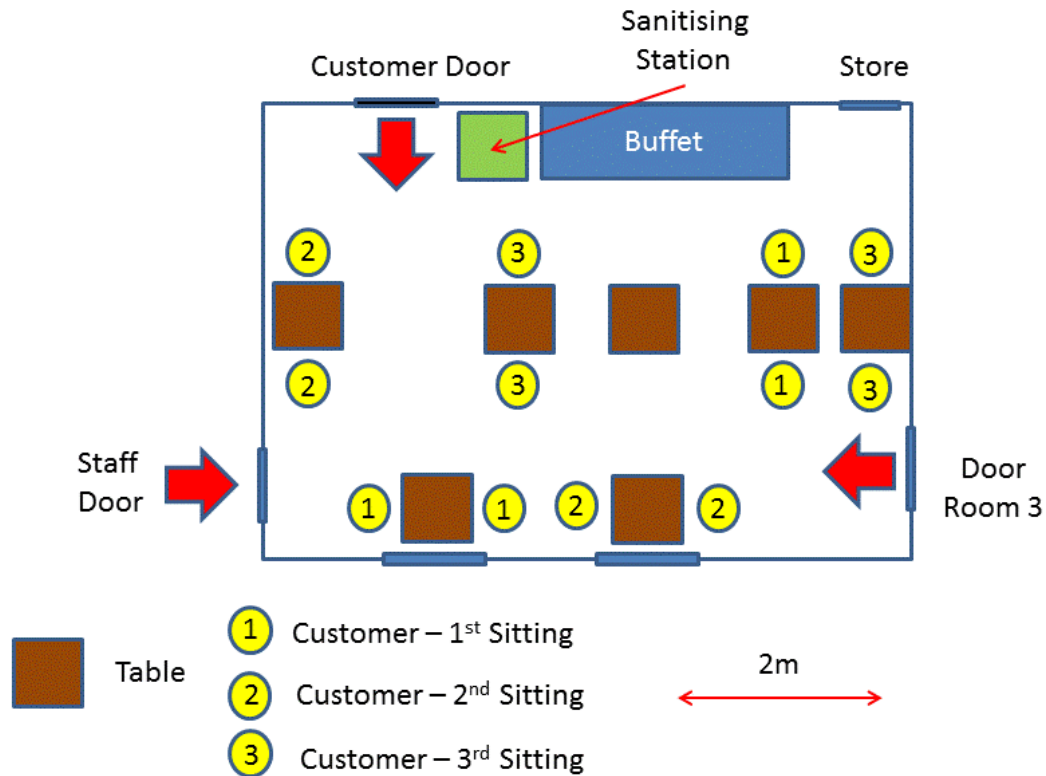 Sanitising
Station
Customer Door
Store
Buffet
2
3
1
3
2
3
1
3
Staff
Door
1
1
2
2
Door
Room 3
1 Customer – 1st Sitting
Table
2m
2 Customer – 2nd Sitting
3 Customer – 3rd Sitting